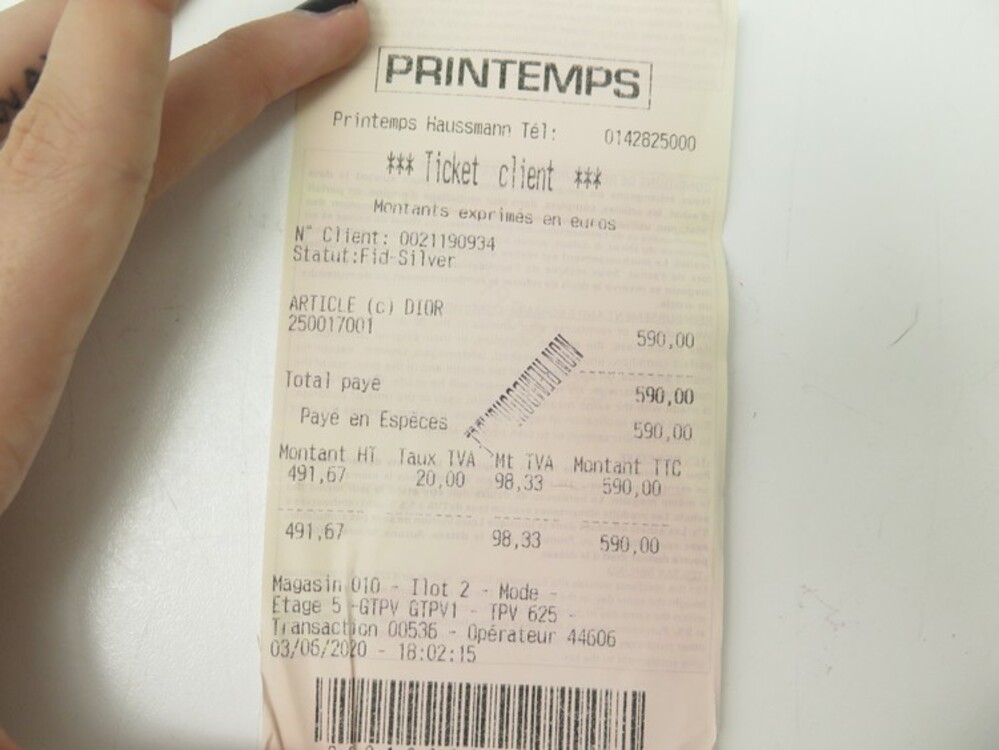 PRINTEMPS
Printemps Haussmann Tél: 0142825000
*** Ticket client ***
Montants exprimés en euros
N° Client: 0021190934
Statut:Fid-Silver
ARTICLE (c) DIOR
250017001 590,00
Total payé 590,00
Payé en Espèces 590,00
Montant HT Taux TVA Mt TVA Montant TTC
491,67 20,00 98,33 590,00
491,67 98,33 590,00
Magasin 010 - Ilot 2 - Mode -
Etage 5 -GTPV GTPV1 - TPV 625 -
Transaction 00536 - Opérateur 44606
03/06/2020 - 18:02:15